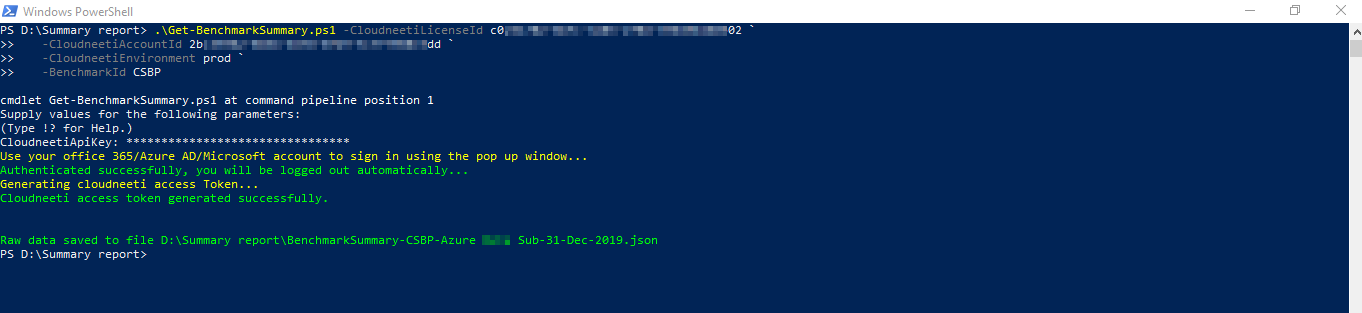 Windows PowerShell
PS D:\Summary report> .\Get-BenchmarkSummary.ps1 -CloudneetiLicenseId c0 02 `
>> -CloudneetiAccountId 2b dd `
>> -CloudneetiEnvironment prod `
>> -BenchmarkId CSBP
cmdlet Get-BenchmarkSummary.ps1 at command pipeline position 1
Supply values for the following parameters:
(Type !? for Help.)
CloudneetiApiKey: ********************************
Use your office 365/Azure AD/Microsoft account to sign in using the pop up window...
Authenticated successfully, you will be logged out automatically...
Generating cloudneeti access Token...
Cloudneeti access token generated successfully.
Raw data saved to file D:\Summary report\BenchmarkSummary-CSBP-Azure Sub-31-Dec-2019.json
PS D:\Summary report>